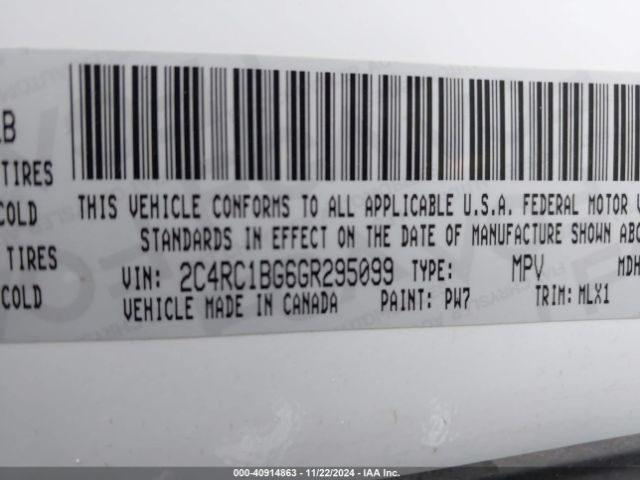 LB
TIRES
COLD
TIRES
COLD
THIS VEHICLE CONFORMS TO ALL APPLICABLE U.S.A. FEDERAL MOTOR V
STANDARDS IN EFFECT ON THE DATE OF MANUFACTURE SHOWN ABO
VIN: 2C4RC1BG6GR295099 TYPE: MPV MDH
VEHICLE MADE IN CANADA PAINT: PW7 TRIM: MLX1
000-40914863 - 11/22/2024 - IAA Inc.